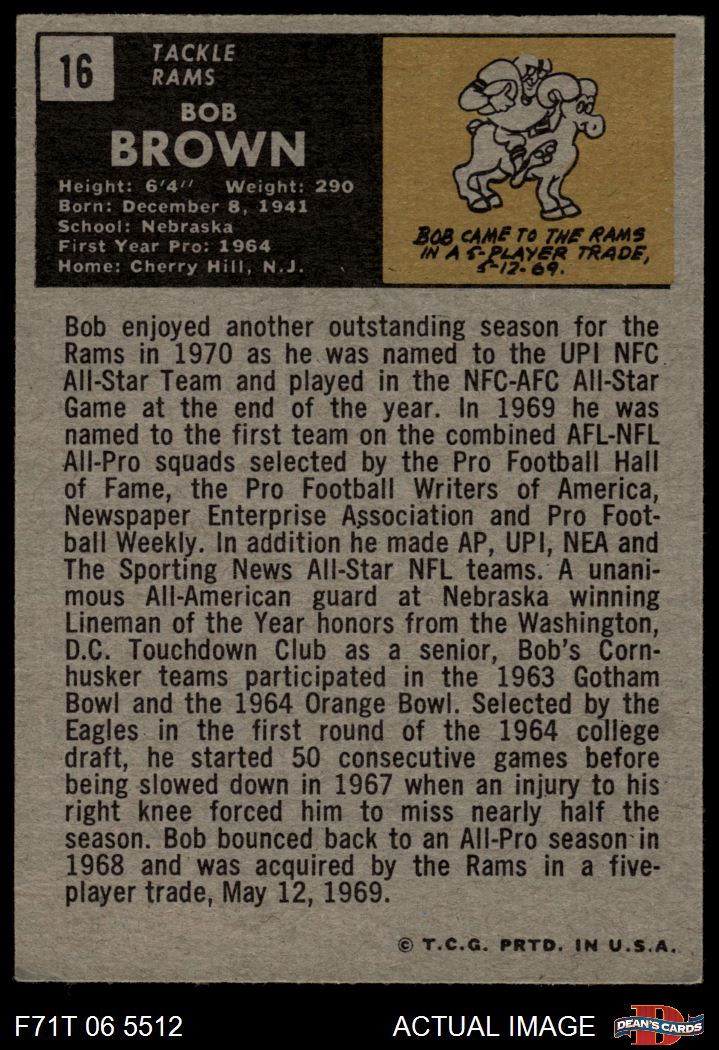 16
TACKLE
RAMS
BOB
BROWN
Height: 6'4" Weight: 290
Born: December 8, 1941
School: Nebraska
First Year Pro: 1964
Home: Cherry Hill, N.J.
BOB CAME TO THE RAMS
IN A 5-PLAYER TRADE,
5-12-69.
Bob enjoyed another outstanding season for the
Rams in 1970 as he was named to the UPI NFC
All-Star Team and played in the NFC-AFC All-Star
Game at the end of the year. In 1969 he was
named to the first team on the combined AFL-NFL
All-Pro squads selected by the Pro Football Hall
of Fame, the Pro Football Writers of America,
Newspaper Enterprise Association and Pro Foot-
ball Weekly. In addition he made AP, UPI, NEA and
The Sporting News All-Star NFL teams. A unani-
mous All-American guard at Nebraska winning
Lineman of the Year honors from the Washington,
D.C. Touchdown Club as a senior, Bob's Corn-
husker teams participated in the 1963 Gotham
Bowl and the 1964 Orange Bowl. Selected by the
Eagles in the first round of the 1964 college
draft, he started 50 consecutive games before
being slowed down in 1967 when an injury to his
right knee forced him to miss nearly half the
season. Bob bounced back to an All-Pro season in
1968 and was acquired by the Rams in a five-
player trade, May 12, 1969.
© T.C.G. PRTD. IN U.S.A.
F71T 06 5512 ACTUAL IMAGE DEAN'S CARDS